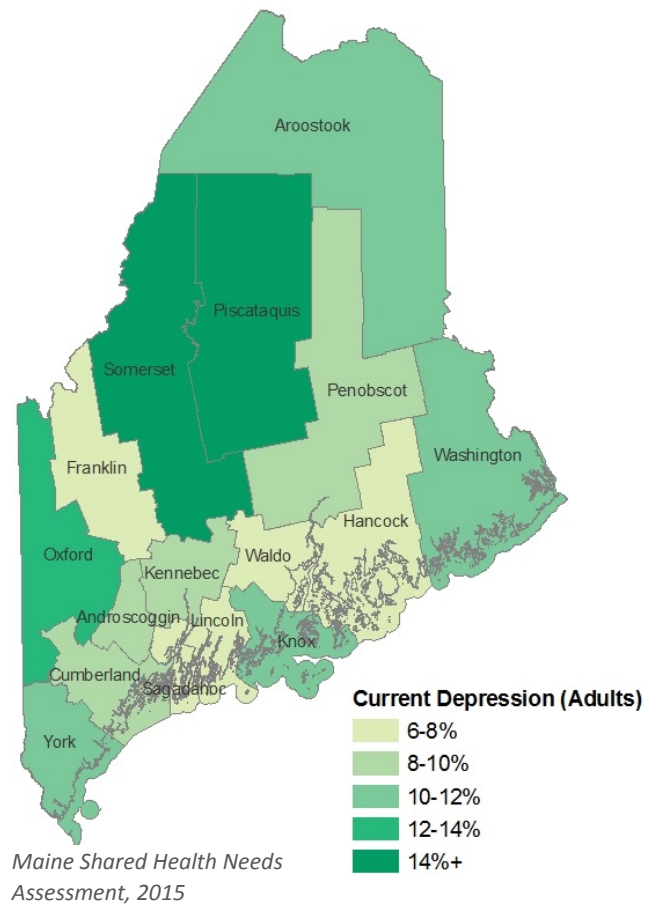 Aroostook
Piscataquis
Somerset
Penobscot
Washington
Franklin
Hancock
Oxford
Waldo
Kennebec
Androscoggin
Lincoln
Knox
Cumberland
Sagadahoc
York
Current Depression (Adults)
6-8%
8-10%
10-12%
12-14%
14%+
Maine Shared Health Needs
Assessment, 2015